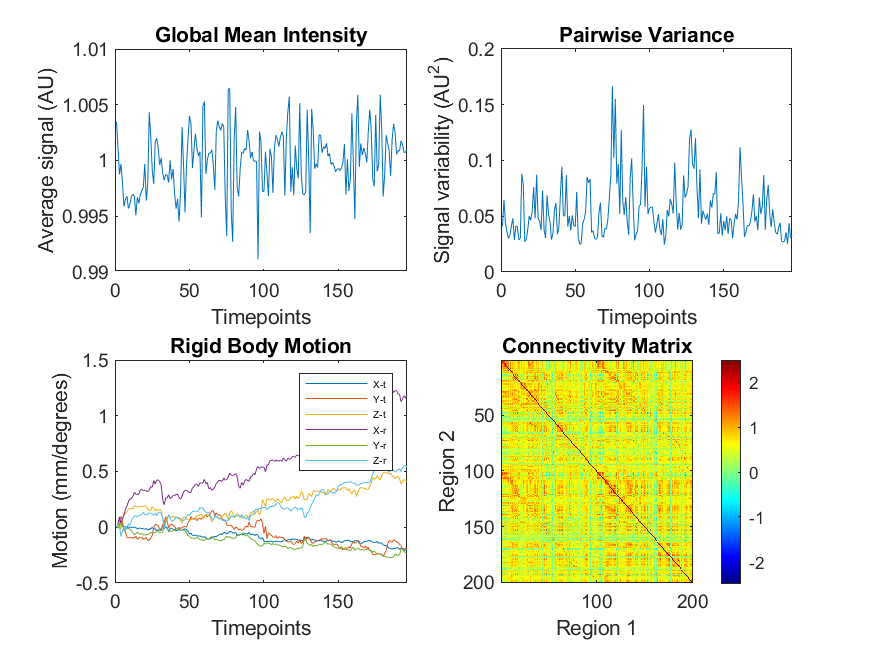 Global Mean Intensity
1.01
1.005
1
0.995
0.99
Average signal (AU)
0 50 100 150
Timepoints
Pairwise Variance
0.2
0.15
0.1
0.05
0
Signal variability (AU²)
0 50 100 150
Timepoints
Rigid Body Motion
1.5
1
0.5
0
-0.5
Motion (mm/degrees)
X-t
Y-t
Z-t
X-r
Y-r
Z-r
0 50 100 150
Timepoints
Connectivity Matrix
50
100
150
200
Region 2
100 200
Region 1
2
1
0
-1
-2